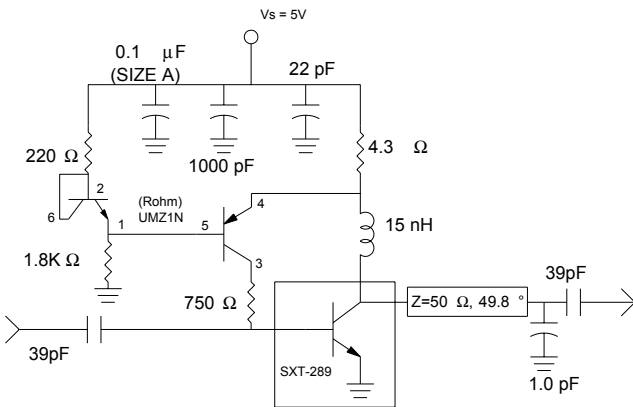 Vs = 5V
0.1 μF
(SIZE A)
22 pF
220 Ω
1000 pF
4.3 Ω
2
(Rohm)
UMZ1N
4
6
1
5
15 nH
1.8K Ω
3
39pF
750 Ω
Z=50 Ω, 49.8 °
39pF
SXT-289
1.0 pF